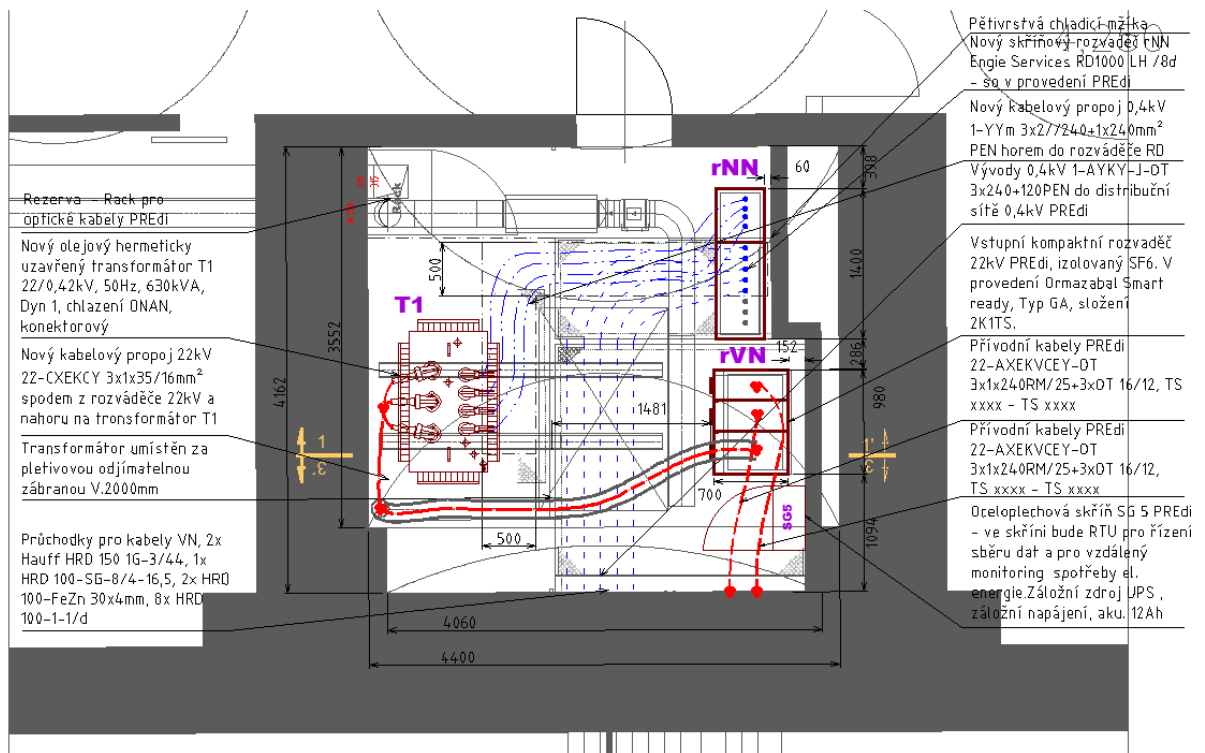 Rezerva - Rack pro
optické kabely PREdi
Nový olejový hermeticky
uzavřený transformátor T1
22/0,42kV, 50Hz, 630kVA,
Dyn 1, chlazení ONAN,
konektorový
Nový kabelový propoj 22kV
22-CXEKCY 3x1x35/16mm²
spodem z rozváděče 22kV a
nahoru na tronsformátor T1
Transformátor umístěn za
pletivovou odjímatelnou
zábranou V.2000mm
Průchodky pro kabely VN, 2x
Hauff HRD 150 1G-3/44, 1x
HRD 100-SG-8/4-16,5, 2x HRD
100-FeZn 30x4mm, 8x HRD
100-1-1/d
Rack
rNN
60
398
500
1400
T1
3552
4162
rVN
152
286
1481
980
1
3'
1'
700
SG5
500
1094
4060
4400
Pětivrstvá chladicí mžíka
Nový skříňový rozvaděč rNN
Engie Services RD1000 LH /8d
- so v provedení PREdi
Nový kabelový propoj 0,4kV
1-YYm 3x2//240+1x240mm²
PEN horem do rozváděče RD
Vývody 0,4kV 1-AYKY-J-OT
3x240+120PEN do distribuční
sítě 0,4kV PREdi
Vstupní kompaktní rozvaděč
22kV PREdi, izolovaný SF6. V
provedení Ormazabal Smart
ready, Typ GA, složení
2K1TS.
Přívodní kabely PREdi
22-AXEKVCEY-OT
3x1x240RM/25+3xOT 16/12, TS
xxxx - TS xxxx
Přívodní kabely PREdi
22-AXEKVCEY-OT
3x1x240RM/25+3xOT 16/12,
TS xxxx - TS xxxx
Oceloplechová skříň SG 5 PREdi
- ve skříni bude RTU pro řízení
sběru dat a pro vzdálený
monitoring spotřeby el.
energie.Záložní zdroj UPS ,
záložní napájení, aku. 12Ah